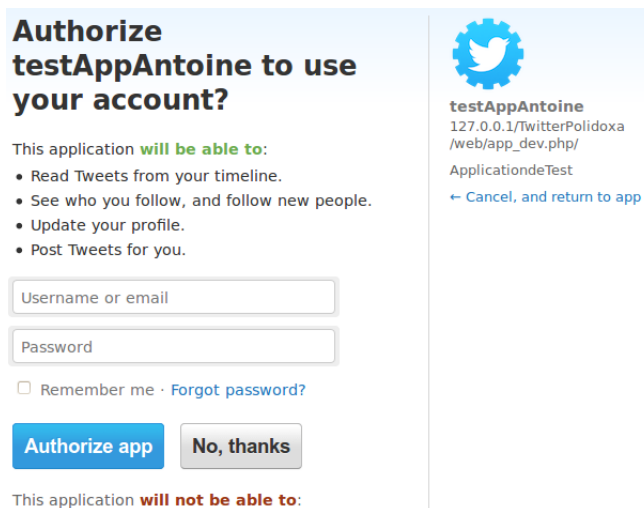 Authorize
testAppAntoine to use
your account?
This application will be able to:
• Read Tweets from your timeline.
• See who you follow, and follow new people.
• Update your profile.
• Post Tweets for you.
Username or email
Password
Remember me · Forgot password?
Authorize app
No, thanks
This application will not be able to:
testAppAntoine
127.0.0.1/TwitterPolidoxa
/web/app_dev.php/
ApplicationdeTest
← Cancel, and return to app